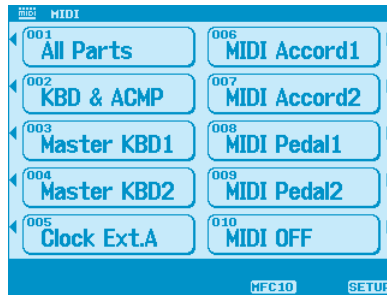 MIDI MIDI
001 All Parts
002 KBD & ACMP
003 Master KBD1
004 Master KBD2
005 Clock Ext.A
006 MIDI Accord1
007 MIDI Accord2
008 MIDI Pedal1
009 MIDI Pedal2
010 MIDI OFF
MFC10 SETUP